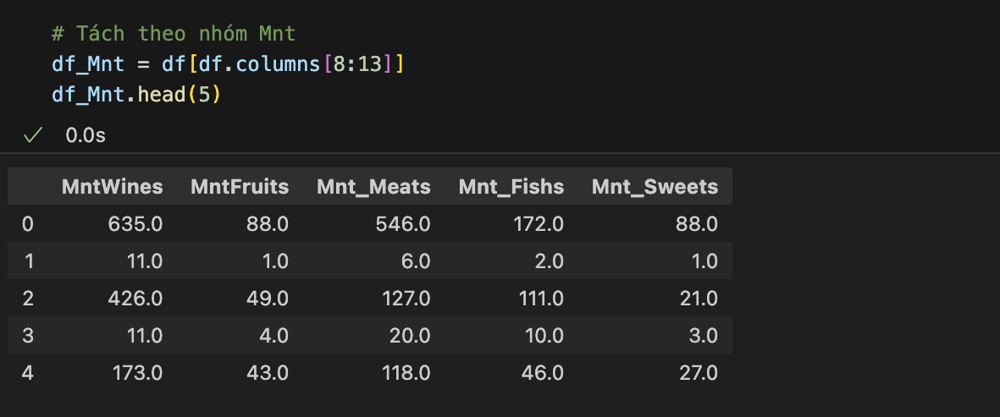 # Tách theo nhóm Mnt
df_Mnt = df[df.columns[8:13]]
df_Mnt.head(5)
0.0s
MntWines MntFruits Mnt_Meats Mnt_Fishs Mnt_Sweets
0 635.0 88.0 546.0 172.0 88.0
1 11.0 1.0 6.0 2.0 1.0
2 426.0 49.0 127.0 111.0 21.0
3 11.0 4.0 20.0 10.0 3.0
4 173.0 43.0 118.0 46.0 27.0